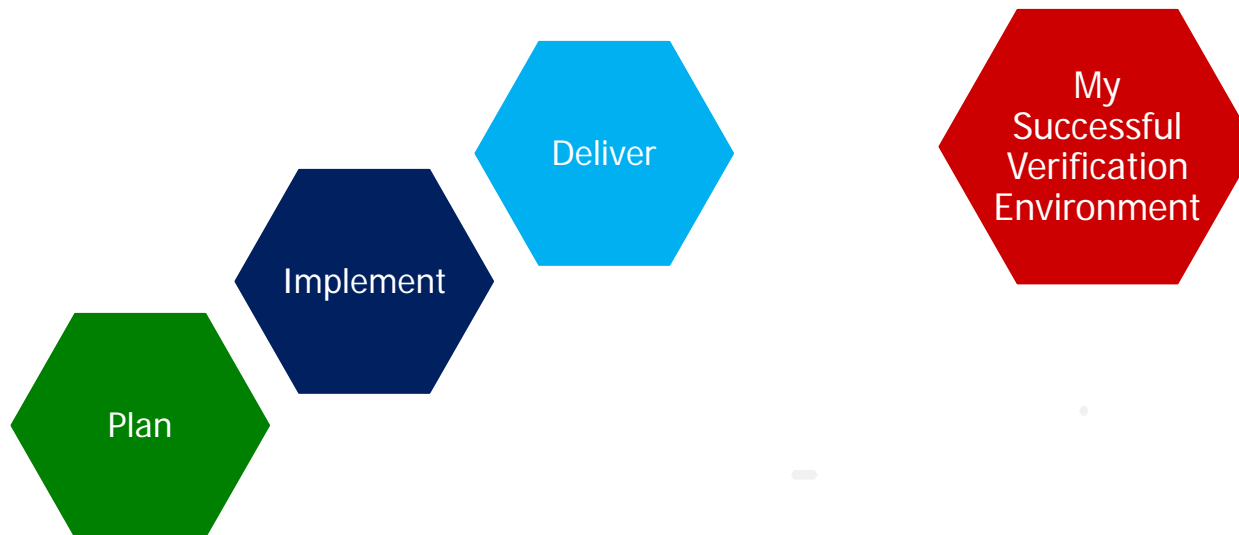 Plan
Implement
Deliver
My
Successful
Verification
Environment